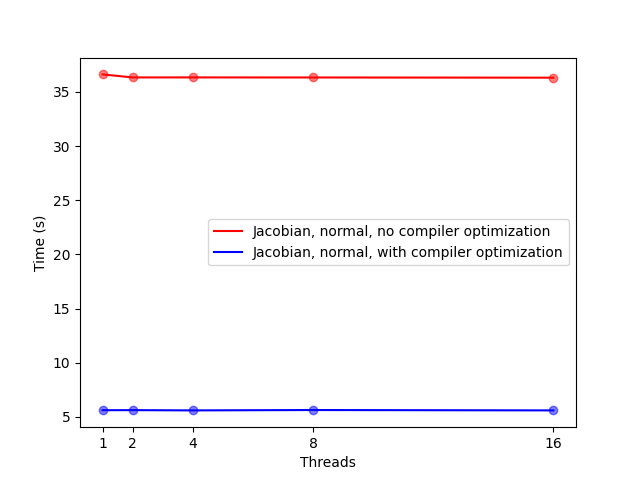 35
30
25
20
15
10
5
Time (s)
Jacobian, normal, no compiler optimization
Jacobian, normal, with compiler optimization
1 2 4 8 16
Threads